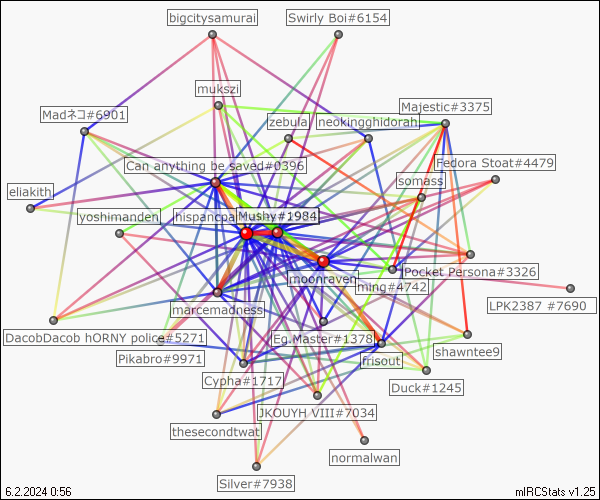 bigcitysamurai
Swirly Boi#6154
mukszi
Majestic#3375
Madネコ#6901
zebulal
neokingghidorah
Can anything be saved#0396
Fedora Stoat#4479
somass
eliakith
yoshimanden
Mushy#1984
moonraven
Pocket Persona#3326
ming#4742
LPK2387 #7690
marcemadness
DacobDacob hORNY police#5271
Eg.Master#1378
Pikabro#9971
frisout
shawntee9
Cypha#1717
Duck#1245
JKOUYH VIII#7034
thesecondtwat
normalwan
Silver#7938
6.2.2024 0:56
mIRCStats v1.25